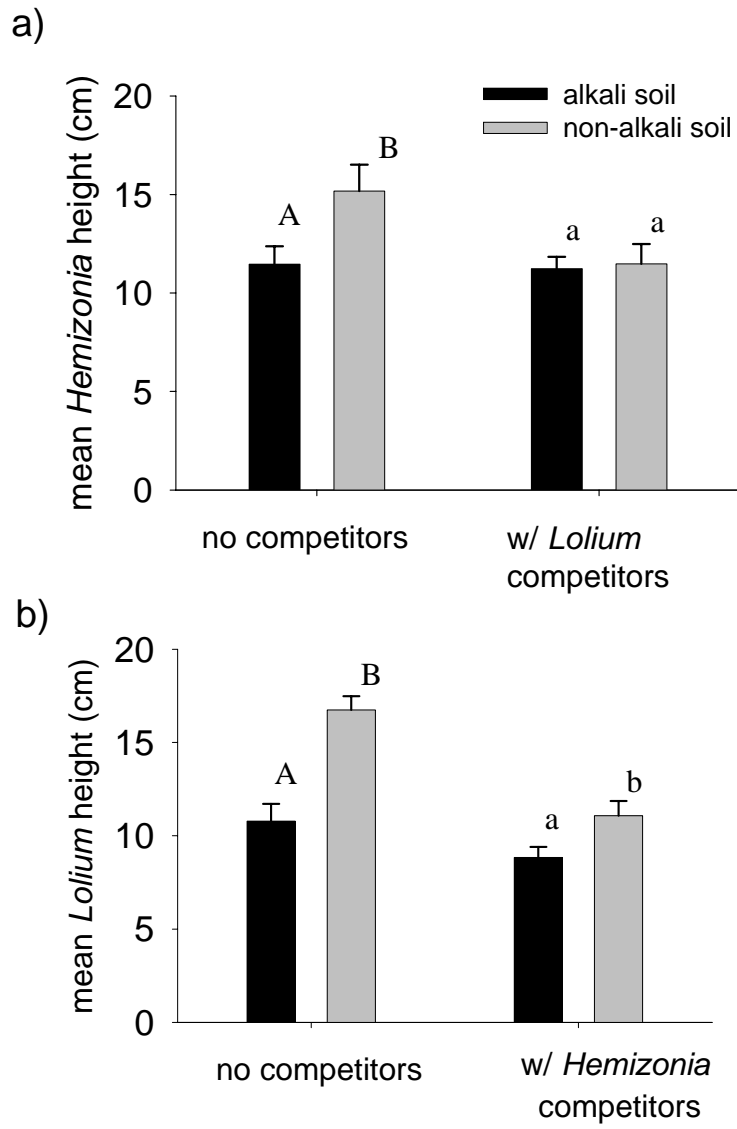 a)
mean Hemizonia height (cm)
20
15
10
5
0
alkali soil
non-alkali soil
A
B
a
a
no competitors
w/ Lolium
competitors
b)
mean Lolium height (cm)
20
15
10
5
0
A
B
a
b
no competitors
w/ Hemizonia
competitors